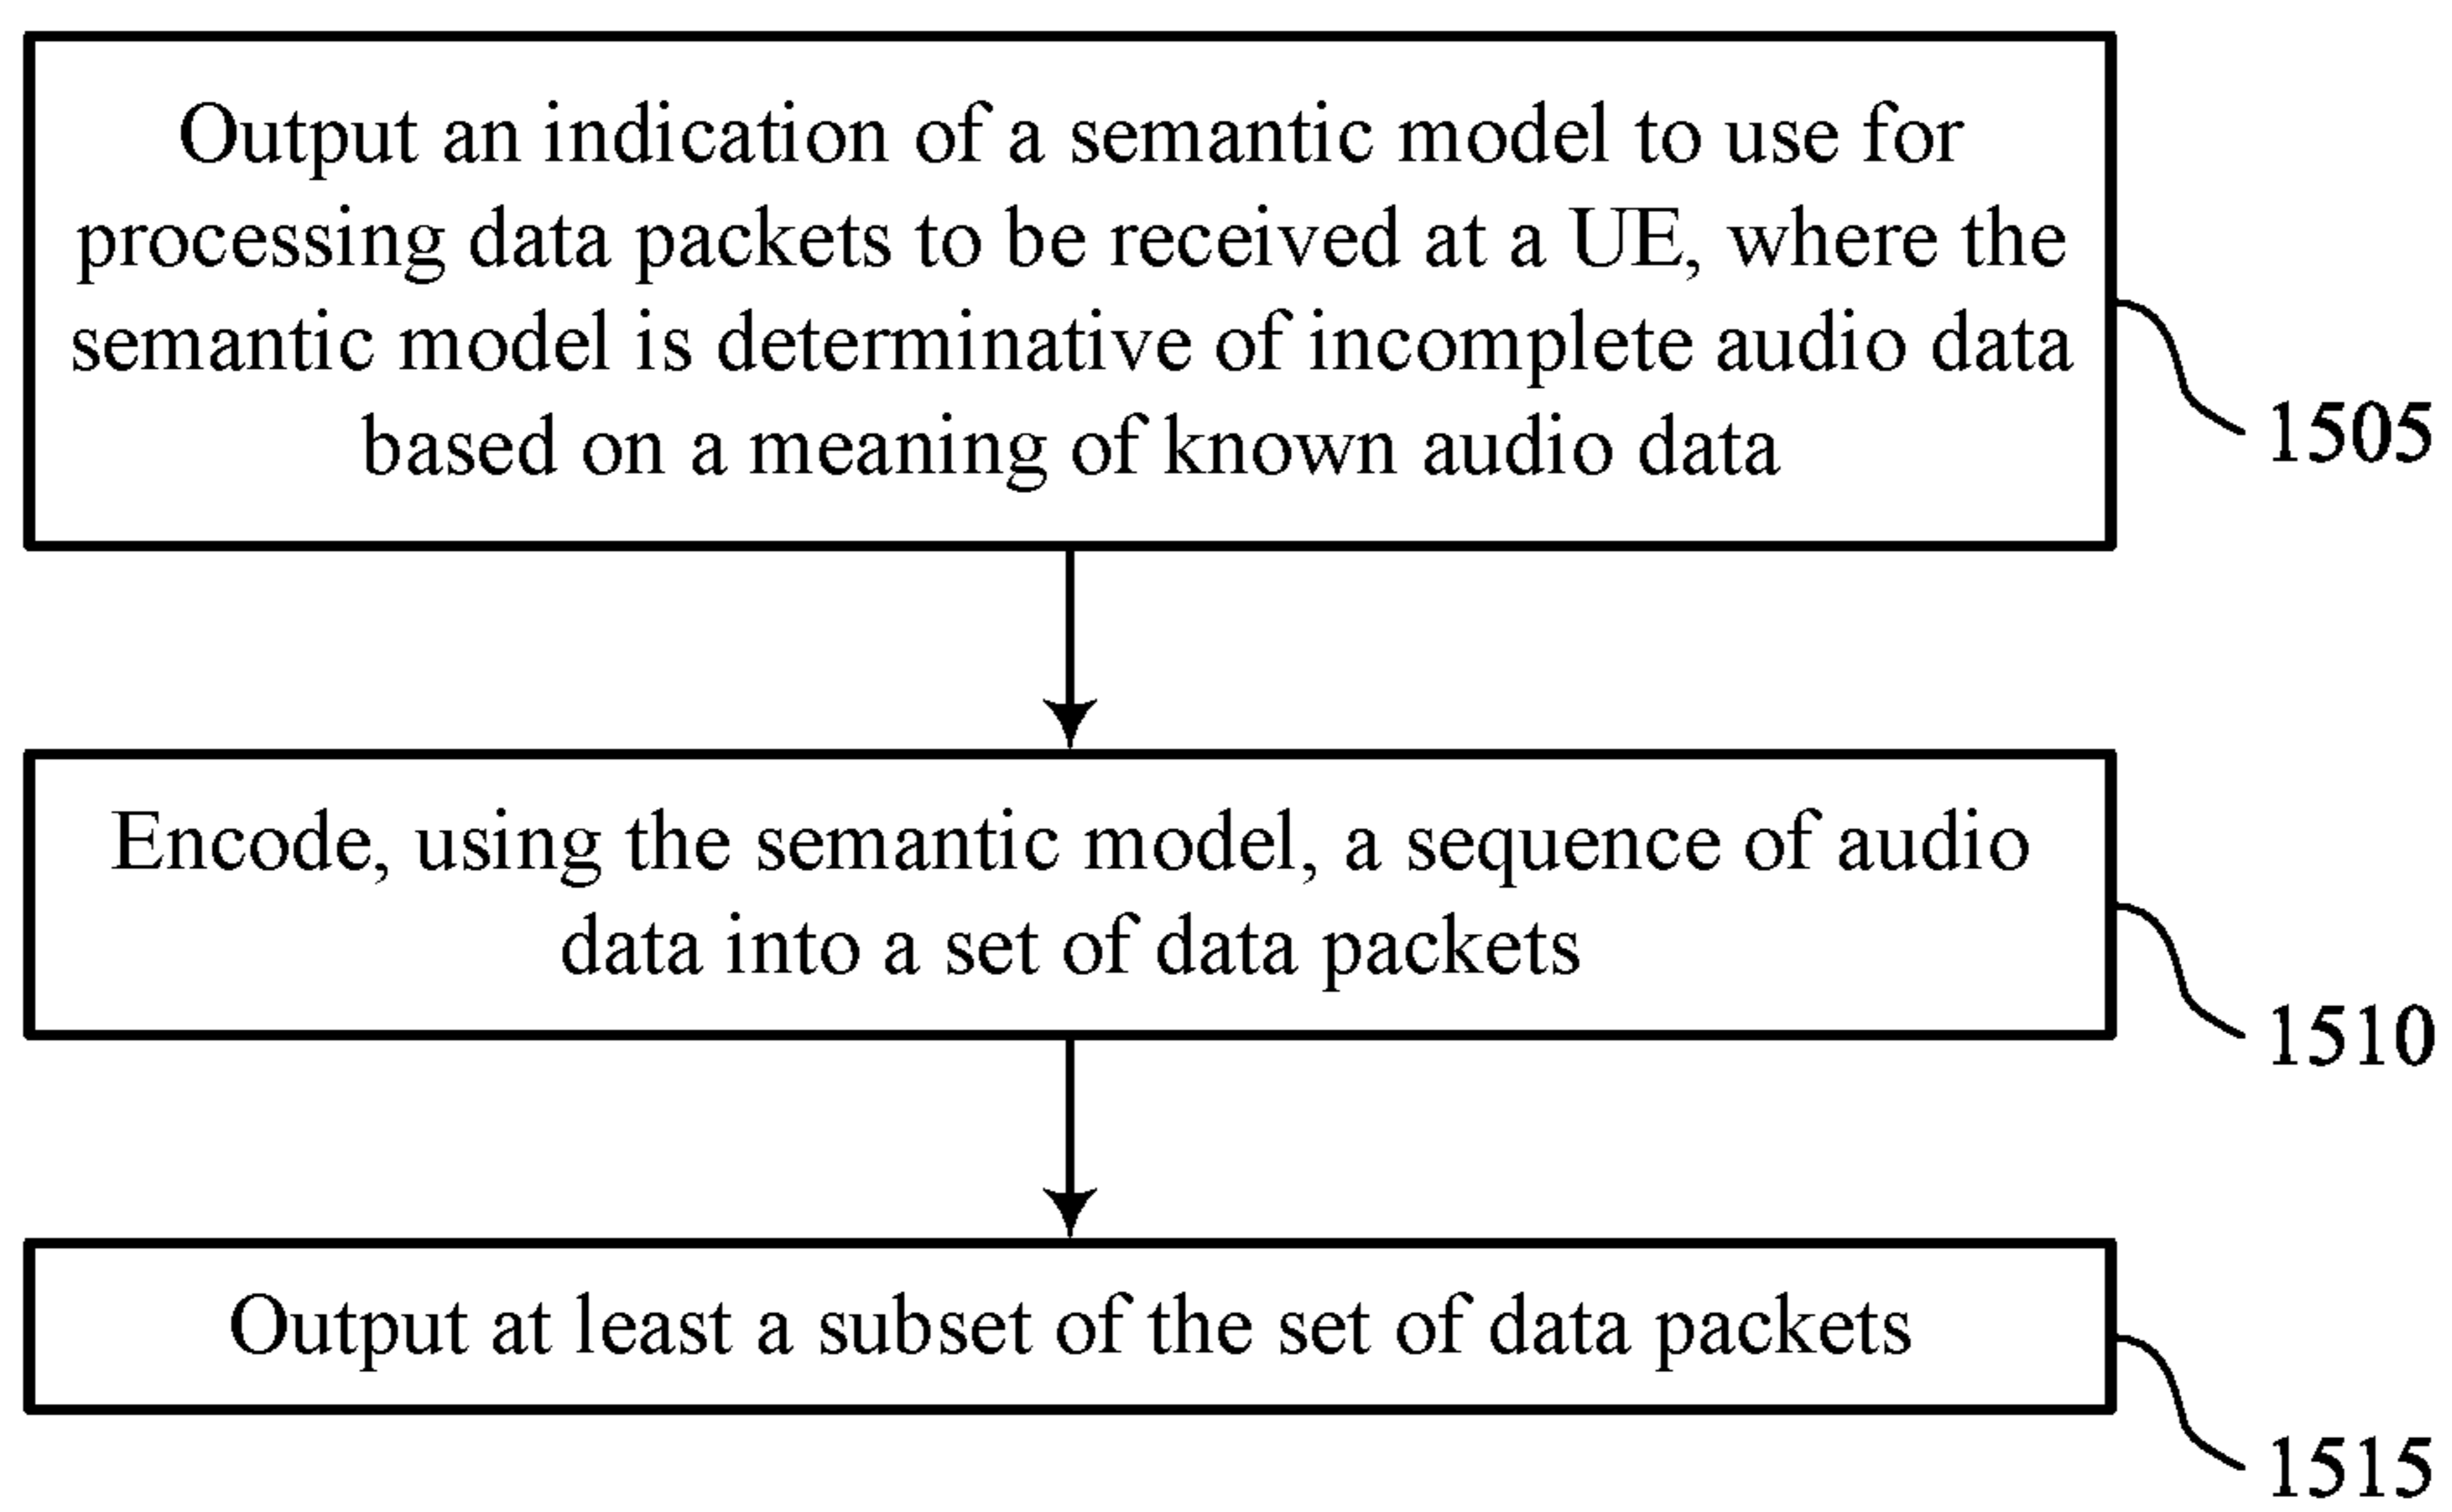 Output an indication of a semantic model to use for
processing data packets to be received at a UE, where the
semantic model is determinative of incomplete audio data
based on a meaning of known audio data
1505
Encode, using the semantic model, a sequence of audio
data into a set of data packets
1510
Output at least a subset of the set of data packets
1515